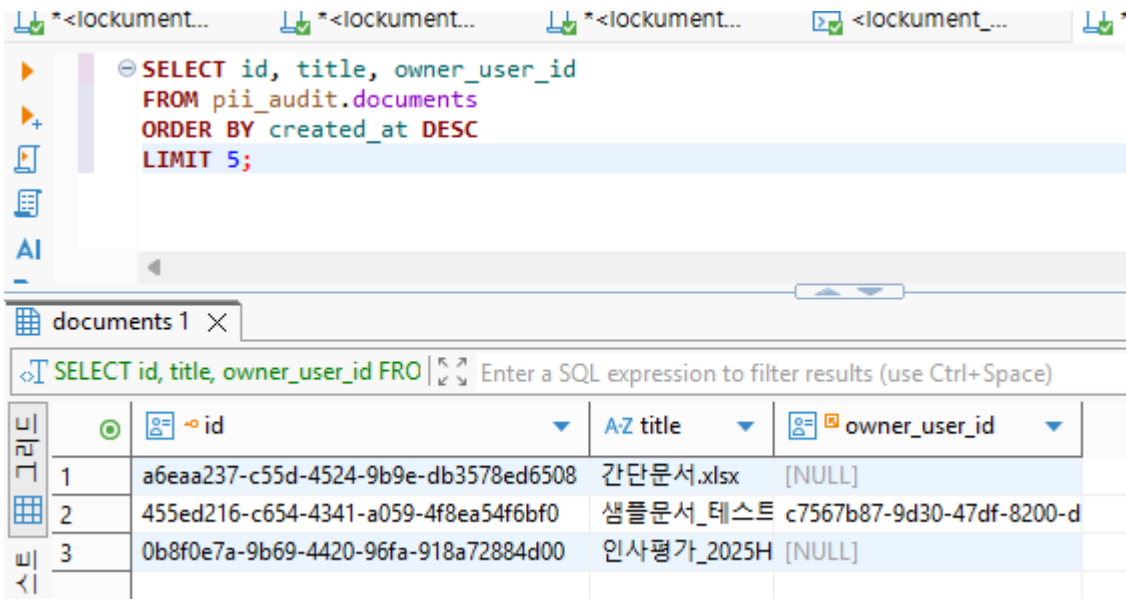 *<lockument... *<lockument... *<lockument... <lockument_... *
SELECT id, title, owner_user_id
FROM pii_audit.documents
ORDER BY created_at DESC
LIMIT 5;
AI
documents 1
SELECT id, title, owner_user_id FRO Enter a SQL expression to filter results (use Ctrl+Space)
그리드
id A-Z title owner_user_id
1 a6eaa237-c55d-4524-9b9e-db3578ed6508 간단문서.xlsx [NULL]
2 455ed216-c654-4341-a059-4f8ea54f6bf0 샘플문서_테스트 c7567b87-9d30-47df-8200-d
3 0b8f0e7a-9b69-4420-96fa-918a72884d00 인사평가_2025H [NULL]